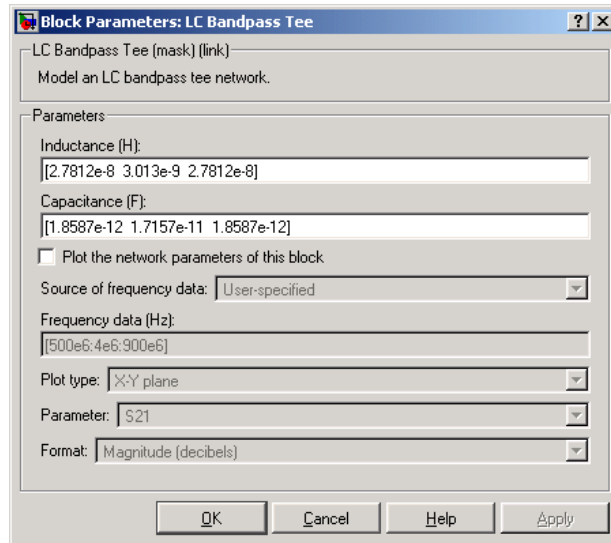 Block Parameters: LC Bandpass Tee
LC Bandpass Tee (mask) (link)
Model an LC bandpass tee network.
Parameters
Inductance (H):
[2.7812e-8 3.013e-9 2.7812e-8]
Capacitance (F):
[1.8587e-12 1.7157e-11 1.8587e-12]
Plot the network parameters of this block
Source of frequency data: User-specified
Frequency data (Hz):
[500e6:4e6:900e6]
Plot type: X-Y plane
Parameter: S21
Format: Magnitude (decibels)
OK Cancel Help Apply